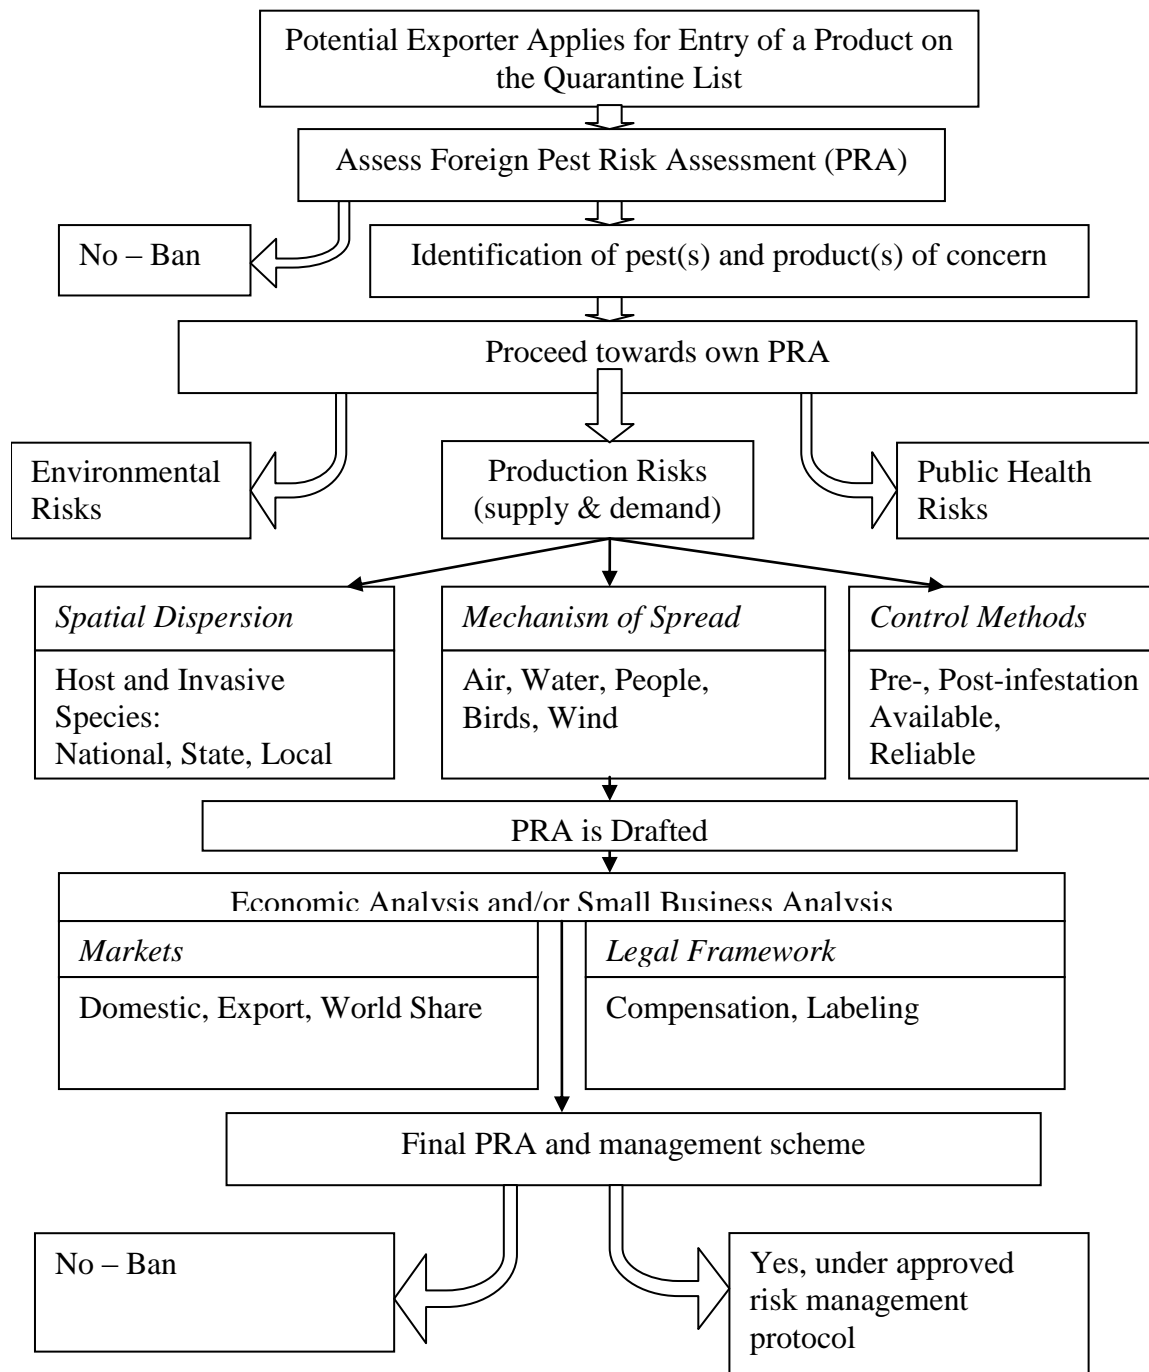 Potential Exporter Applies for Entry of a Product on
the Quarantine List
Assess Foreign Pest Risk Assessment (PRA)
No – Ban
Identification of pest(s) and product(s) of concern
Proceed towards own PRA
Environmental
Risks
Production Risks
(supply & demand)
Public Health
Risks
Spatial Dispersion
Host and Invasive
Species:
National, State, Local
Mechanism of Spread
Air, Water, People,
Birds, Wind
Control Methods
Pre-, Post-infestation
Available,
Reliable
PRA is Drafted
Economic Analysis and/or Small Business Analysis
Markets
Domestic, Export, World Share
Legal Framework
Compensation, Labeling
Final PRA and management scheme
No – Ban
Yes, under approved
risk management
protocol